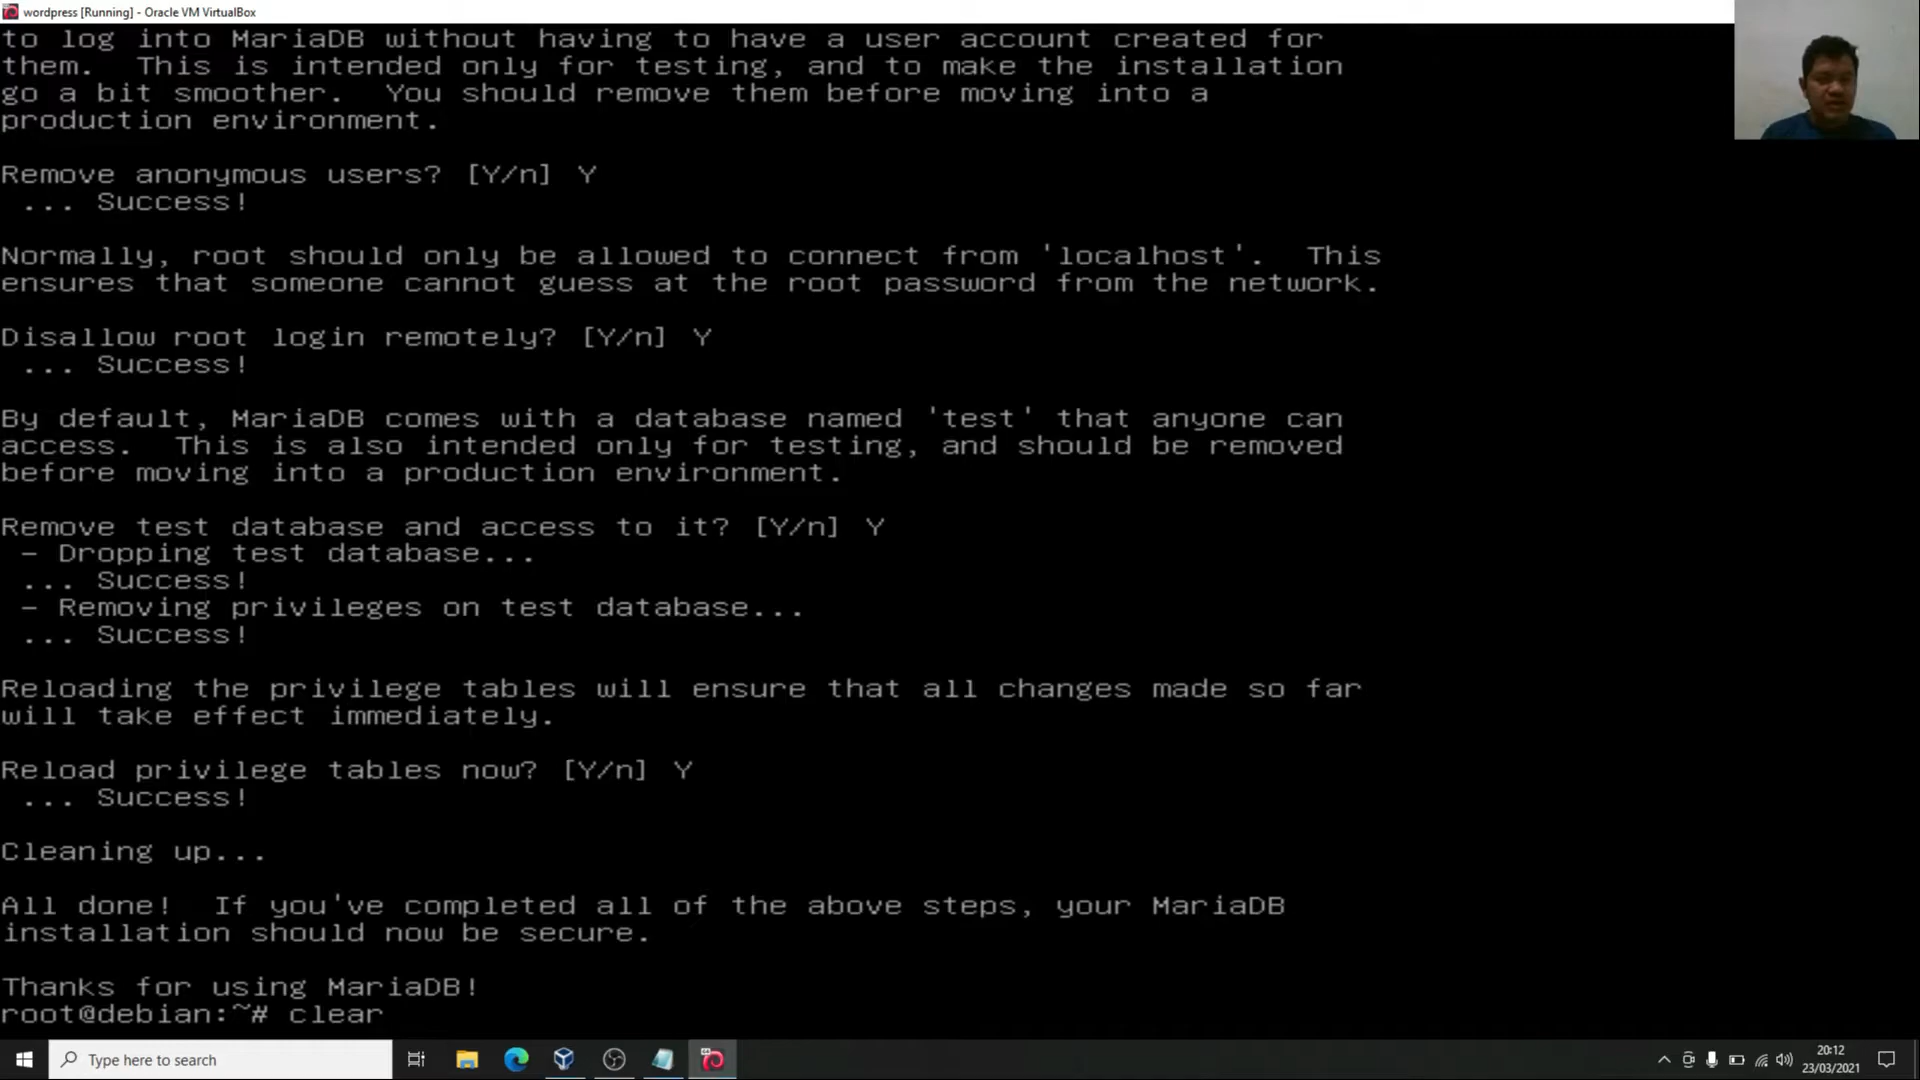 wordpress [Running] - Oracle VM VirtualBox
to log into MariaDB without having to have a user account created for
them.  This is intended only for testing, and to make the installation
go a bit smoother.  You should remove them before moving into a
production environment.
Remove anonymous users? [Y/n] Y
 ... Success!
Normally, root should only be allowed to connect from 'localhost'.  This
ensures that someone cannot guess at the root password from the network.
Disallow root login remotely? [Y/n] Y
 ... Success!
By default, MariaDB comes with a database named 'test' that anyone can
access.  This is also intended only for testing, and should be removed
before moving into a production environment.
Remove test database and access to it? [Y/n] Y
 - Dropping test database...
 ... Success!
 - Removing privileges on test database...
 ... Success!
Reloading the privilege tables will ensure that all changes made so far
will take effect immediately.
Reload privilege tables now? [Y/n] Y
 ... Success!
Cleaning up...
All done!  If you've completed all of the above steps, your MariaDB
installation should now be secure.
Thanks for using MariaDB!
root@debian:~# clear
Type here to search
20:12
23/03/2021